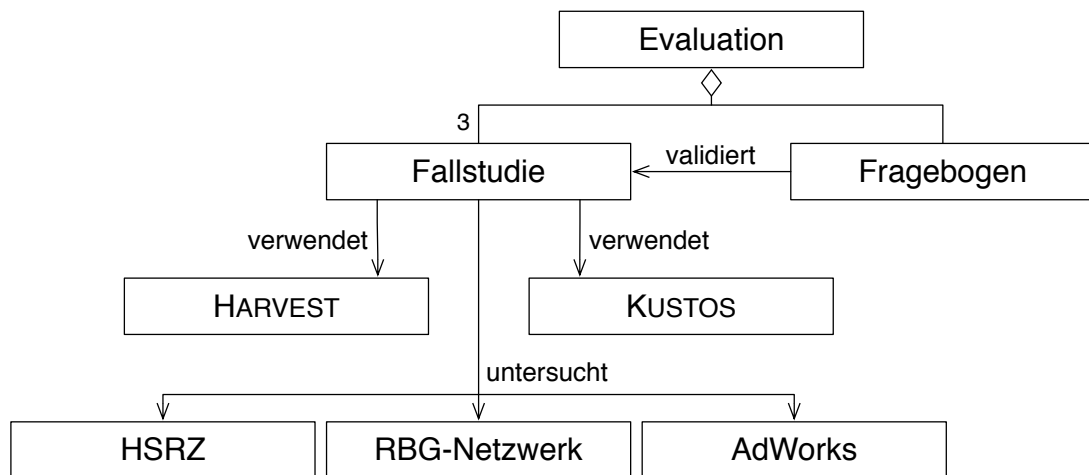 Evaluation
3
validiert
Fallstudie
Fragebogen
verwendet
verwendet
HARVEST
KUSTOS
untersucht
HSRZ
RBG-Netzwerk
AdWorks